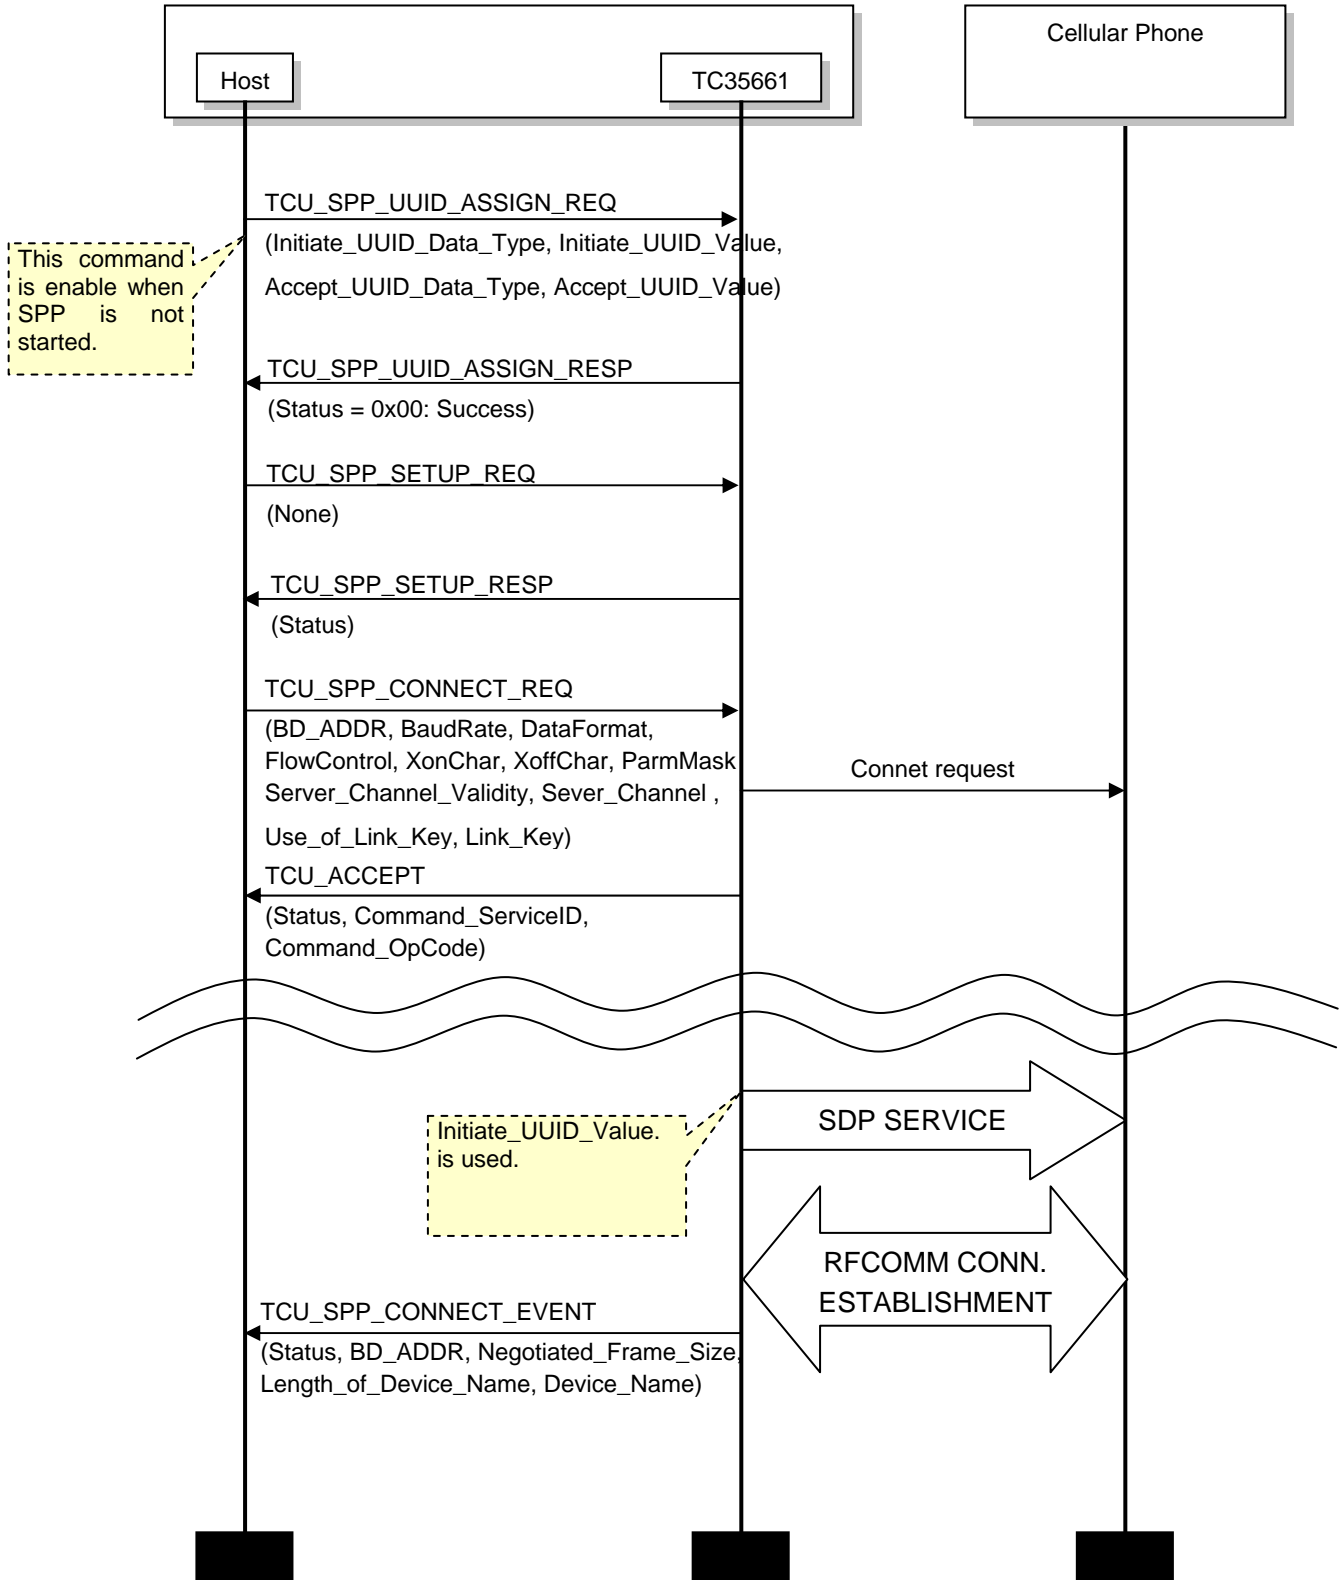 Host
TC35661
Cellular Phone
TCU_SPP_UUID_ASSIGN_REQ
(Initiate_UUID_Data_Type, Initiate_UUID_Value,
Accept_UUID_Data_Type, Accept_UUID_Value)
This command
is enable when
SPP is not
started.
TCU_SPP_UUID_ASSIGN_RESP
(Status = 0x00: Success)
TCU_SPP_SETUP_REQ
(None)
TCU_SPP_SETUP_RESP
(Status)
TCU_SPP_CONNECT_REQ
(BD_ADDR, BaudRate, DataFormat,
FlowControl, XonChar, XoffChar, ParmMask
Server_Channel_Validity, Sever_Channel ,
Use_of_Link_Key, Link_Key)
Connet request
TCU_ACCEPT
(Status, Command_ServiceID,
Command_OpCode)
SDP SERVICE
Initiate_UUID_Value.
is used.
RFCOMM CONN.
ESTABLISHMENT
TCU_SPP_CONNECT_EVENT
(Status, BD_ADDR, Negotiated_Frame_Size,
Length_of_Device_Name, Device_Name)